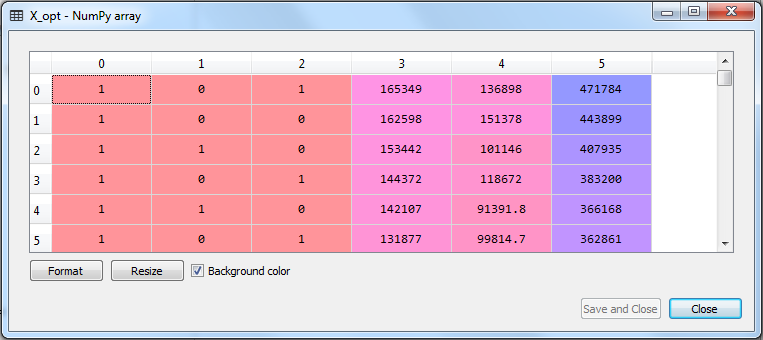 X_opt - NumPy array
0 1 2 3 4 5
0 1 0 1 165349 136898 471784
1 1 0 0 162598 151378 443899
2 1 1 0 153442 101146 407935
3 1 0 1 144372 118672 383200
4 1 1 0 142107 91391.8 366168
5 1 0 1 131877 99814.7 362861
Format Resize Background color
Save and Close Close